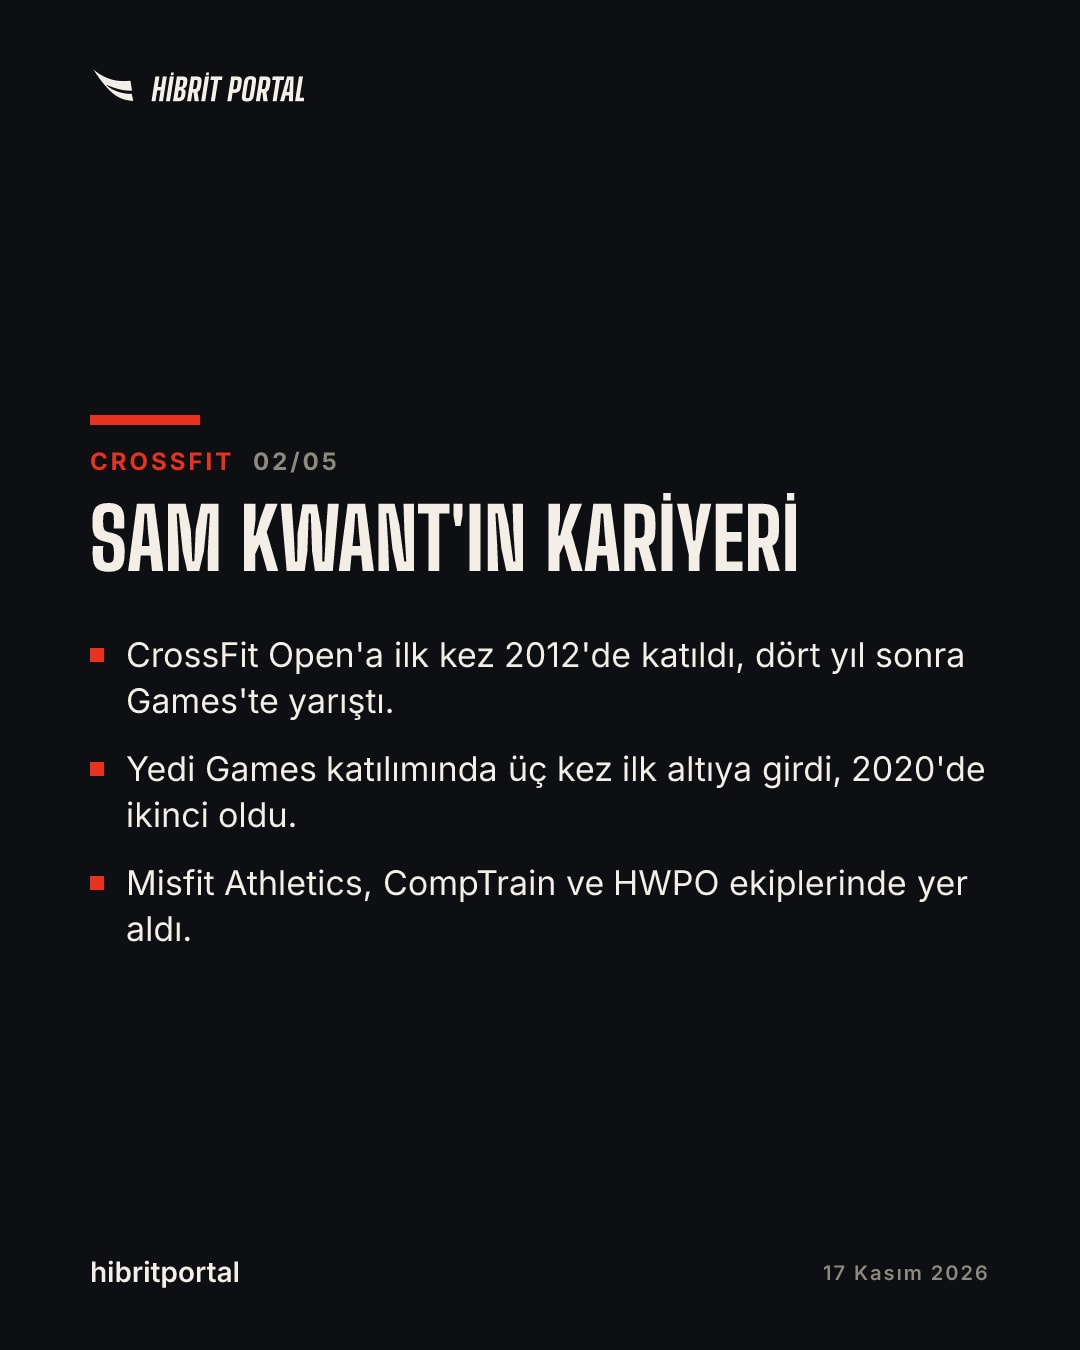 HİBRİT PORTAL
CROSSFIT 02/05
SAM KWANT'IN KARİYERİ
CrossFit Open'a ilk kez 2012'de katıldı, dört yıl sonra
Games'te yarıştı.
Yedi Games katılımında üç kez ilk altıya girdi, 2020'de
ikinci oldu.
Misfit Athletics, CompTrain ve HWPO ekiplerinde yer
aldı.
hibritportal
17 Kasım 2026